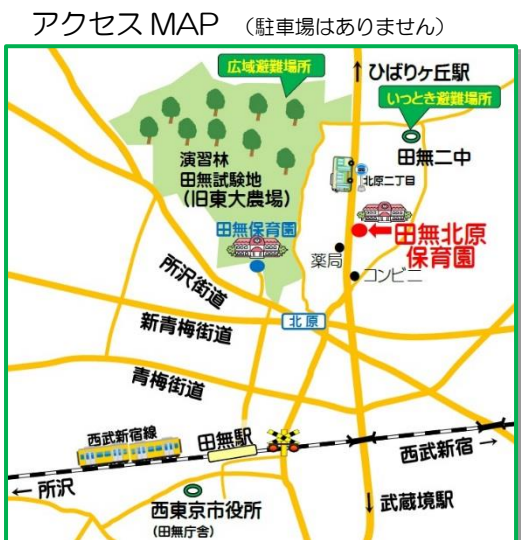 アクセス MAP （駐車場はありません）
広域避難場所
↑ ひばりヶ丘駅
いっとき避難場所
田無二中
演習林
田無試験地
（旧東大農場）
北原二丁目
田無保育園
←田無北原
保育園
薬局
コンビニ
所沢街道
新青梅街道
北原
青梅街道
西武新宿線
田無駅
西武新宿 →
← 所沢
西東京市役所
（田無庁舎）
↓ 武蔵境駅